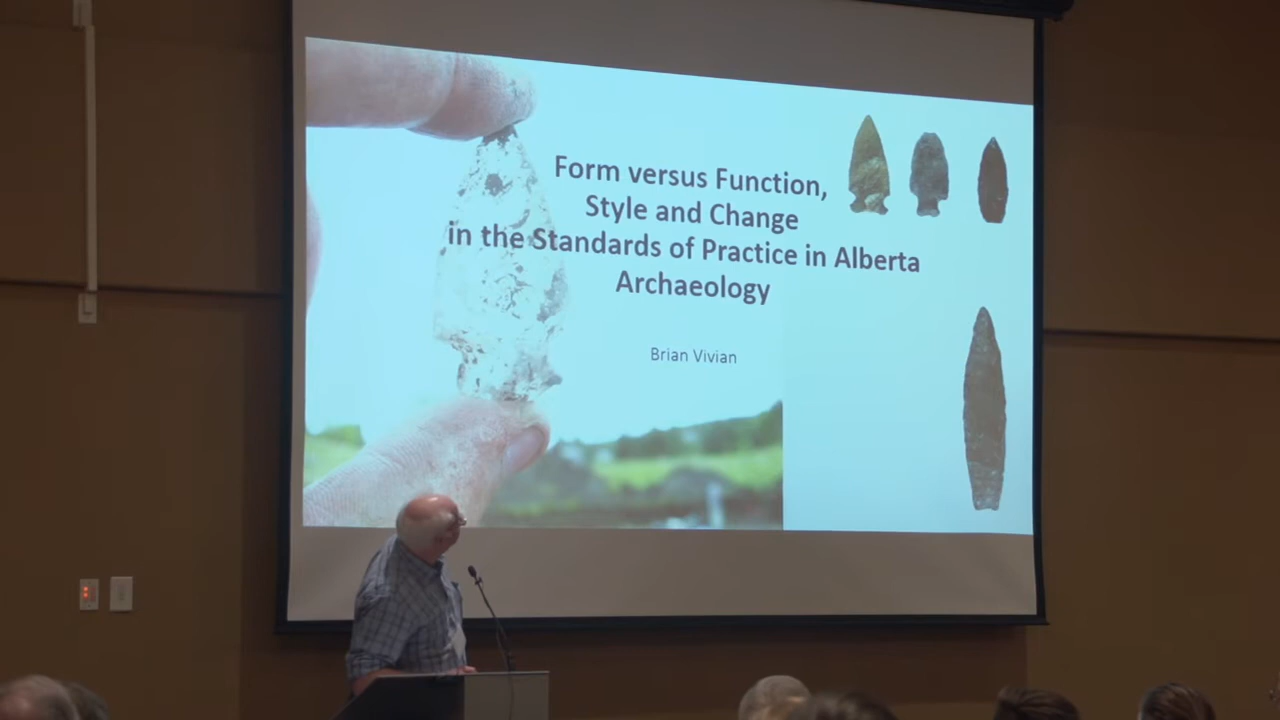 Form versus Function,
Style and Change
in the Standards of Practice in Alberta
Archaeology
Brian Vivian